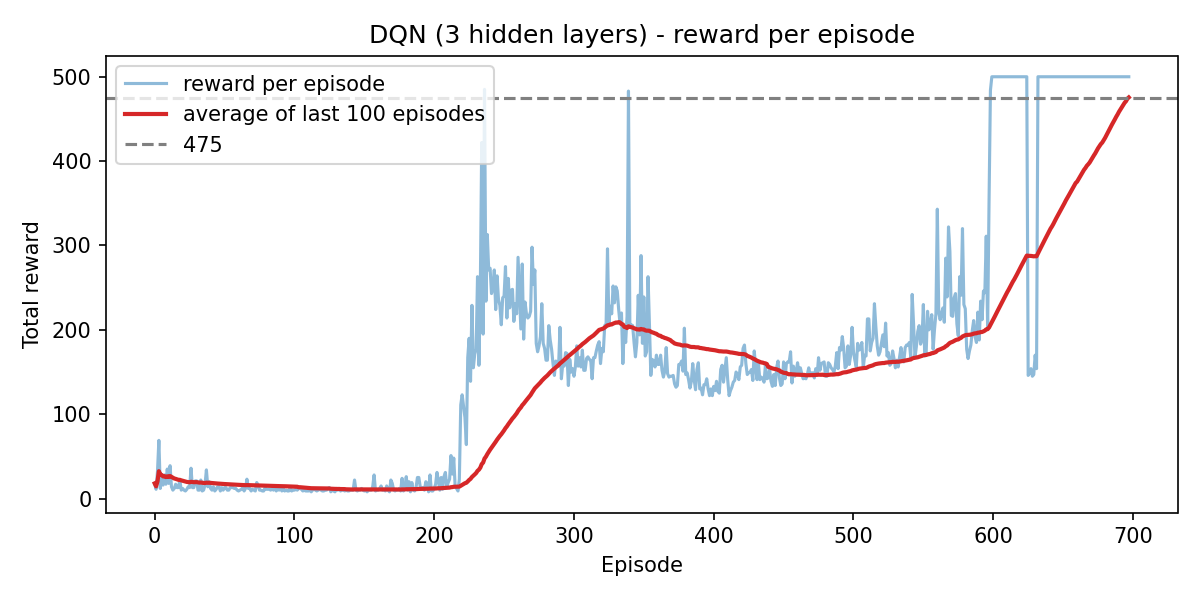 DQN (3 hidden layers) - reward per episode
reward per episode
average of last 100 episodes
475
Total reward
500
400
300
200
100
0
0 100 200 300 400 500 600 700
Episode